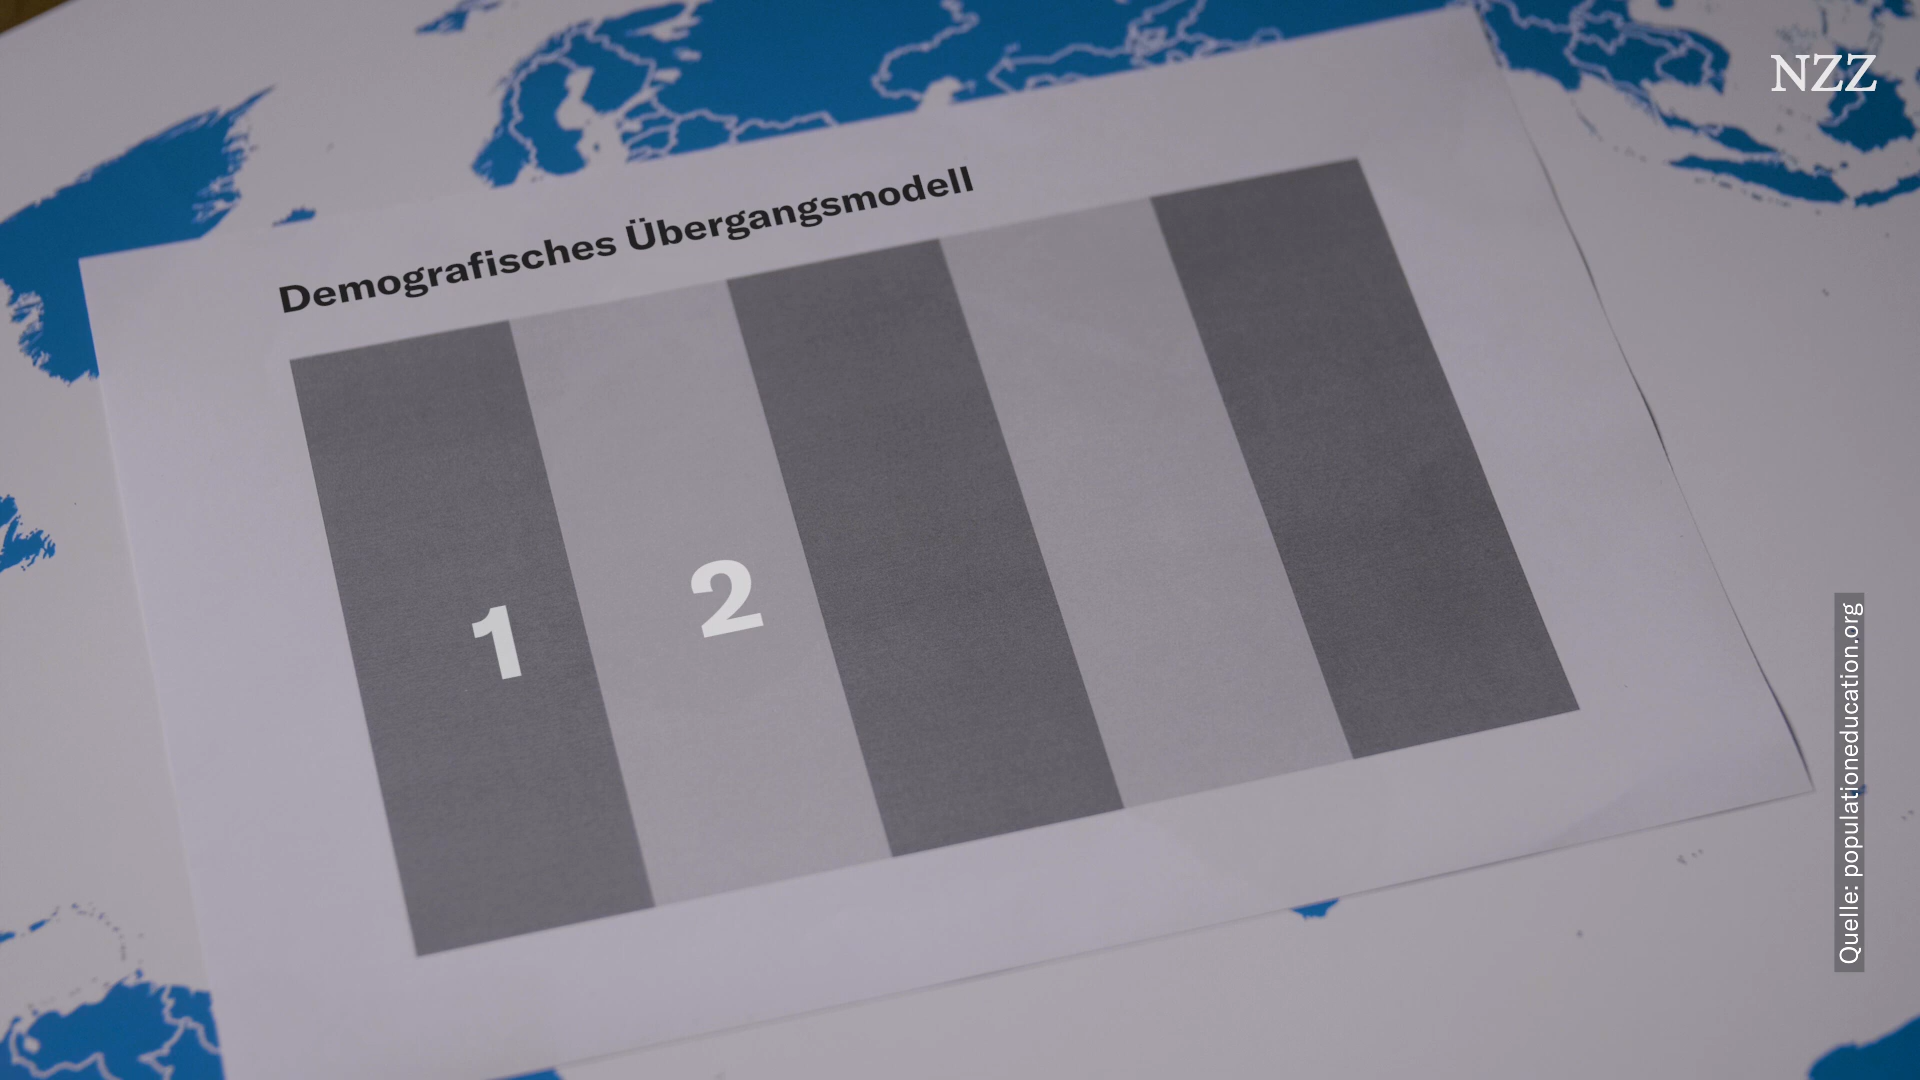 NZZ
Demografisches Übergangsmodell
1
2
Quelle: populationeducation.org